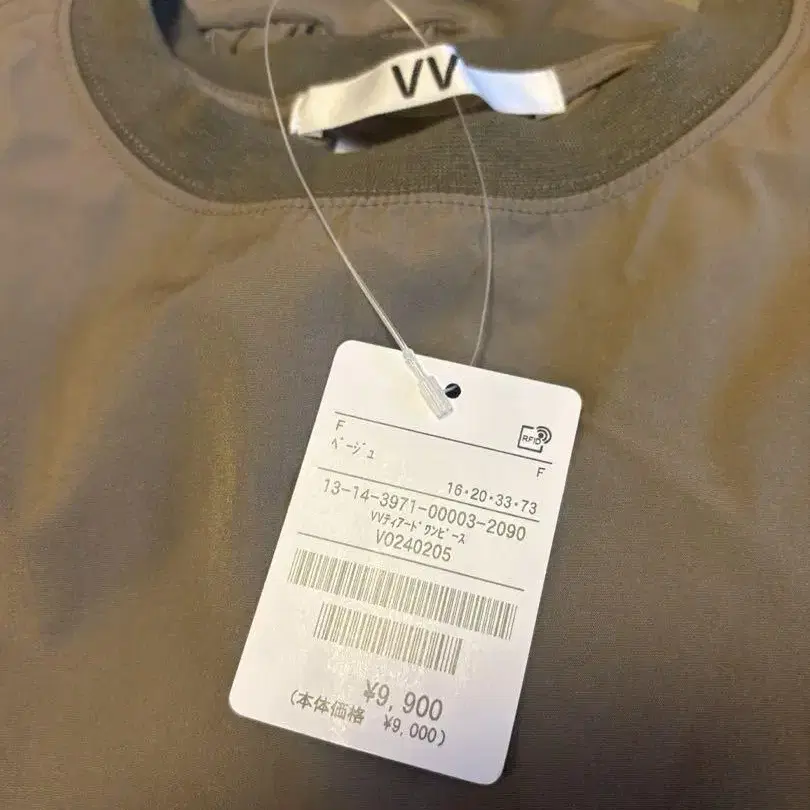 VV
RFID
F
F
ﾍﾞｰｼﾞｭ
16・20・33・73
13-14-3971-00003-2090
VVﾃｨｱｰﾄﾞﾜﾝﾋﾟｰｽ
V0240205
¥9,900
(本体価格 ¥9,000)